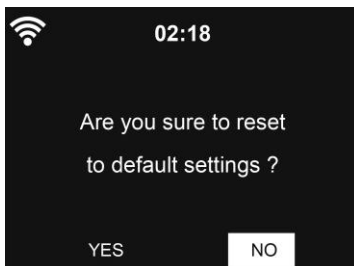 02:18
Are you sure to reset
to default settings ?
YES NO